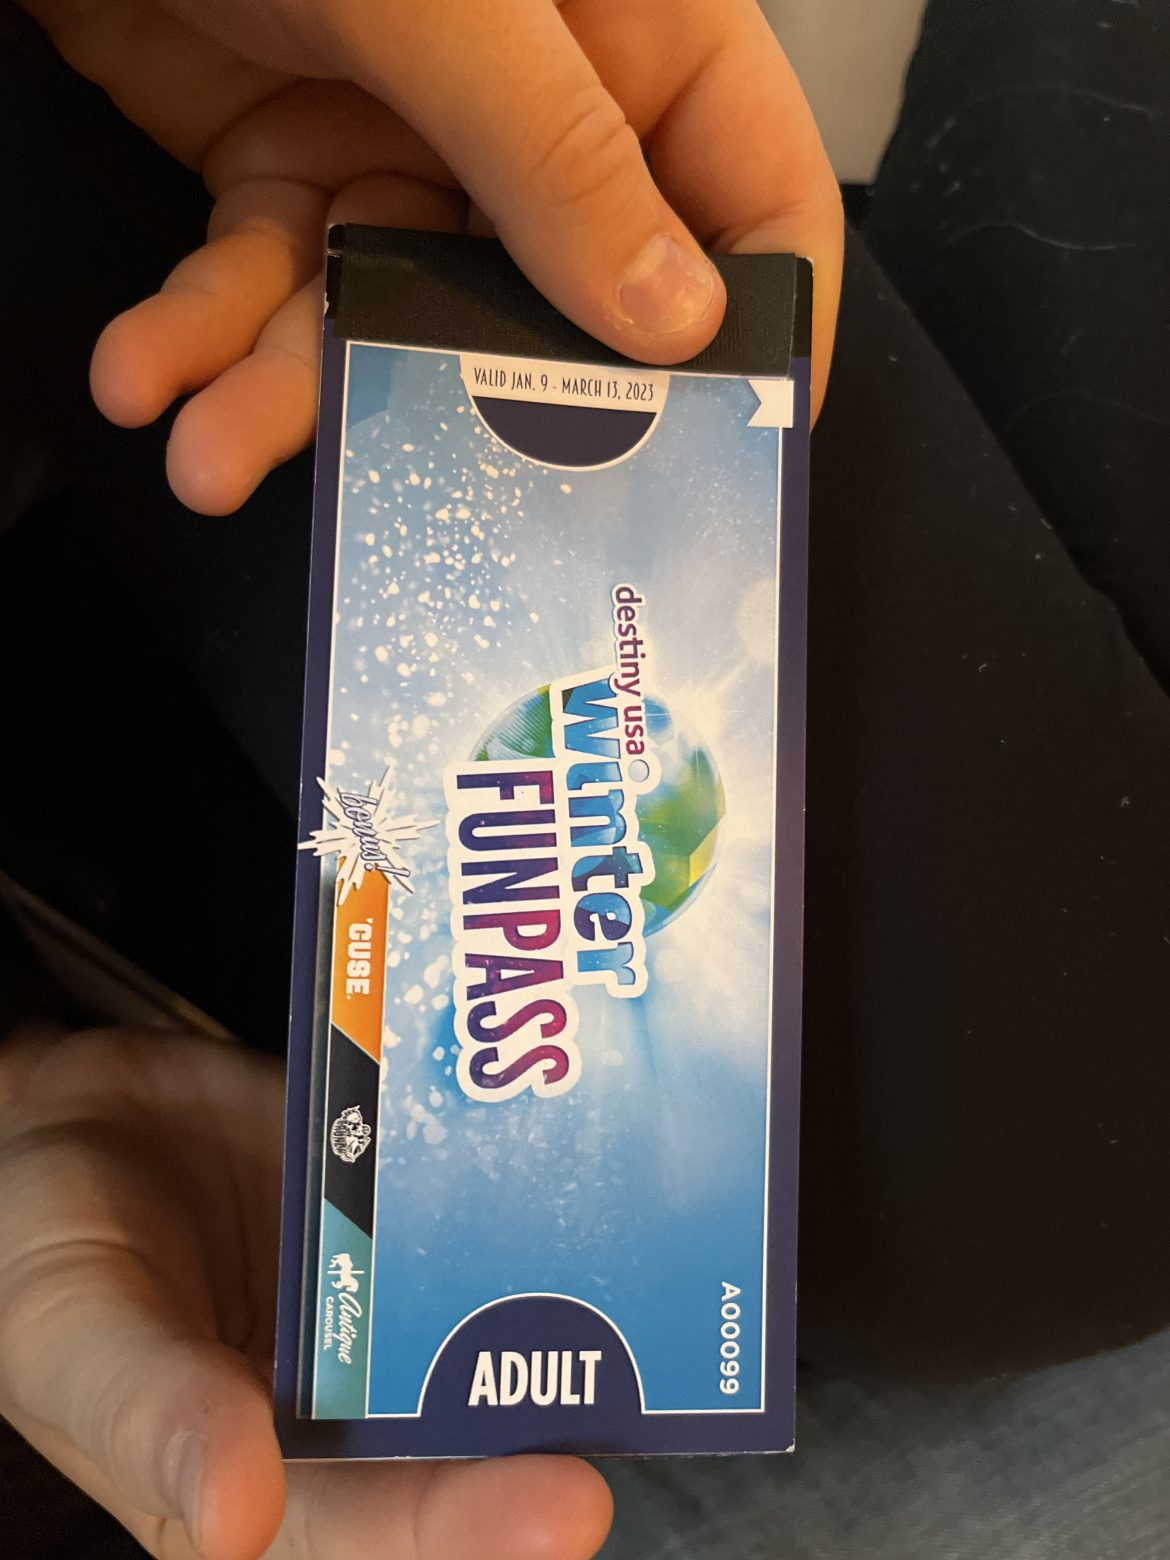 VALID JAN. 9 - MARCH 13, 2023
destiny usa
winter
FUNPASS
bonus!
'CUSE.
Antique
CAROUSEL
A00099
ADULT